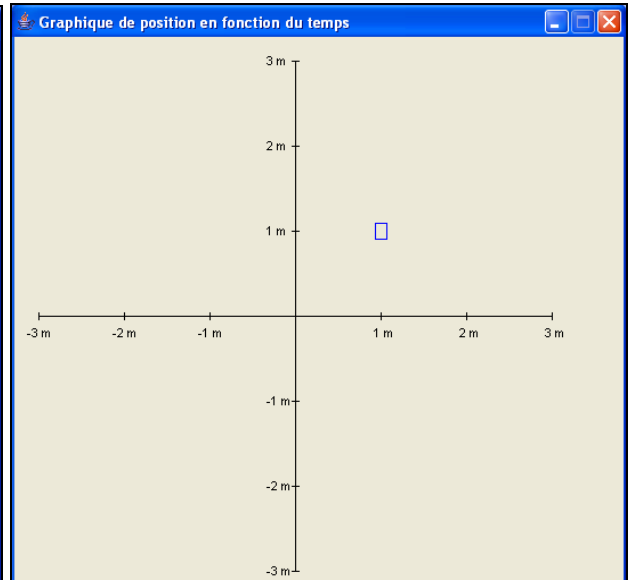 Graphique de position en fonction du temps
3 m
2 m
1 m
-3 m -2 m -1 m 1 m 2 m 3 m
-1 m
-2 m
-3 m